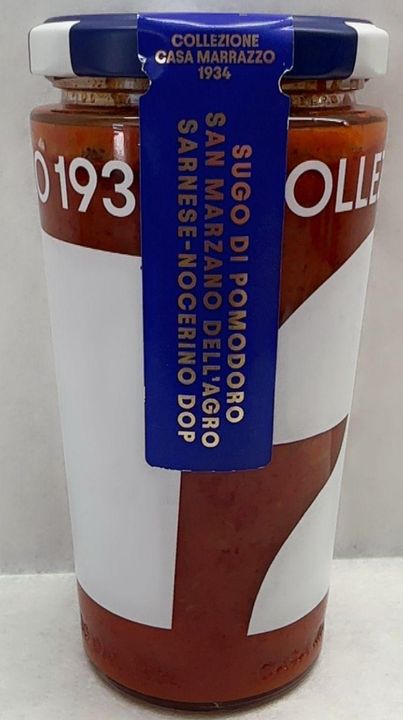 COLLEZIONE
CASA MARRAZZO
1934
SUGO DI POMODORO
SAN MARZANO DELL'AGRO
SARNESE-NOCERINO DOP
O 193
OLLE